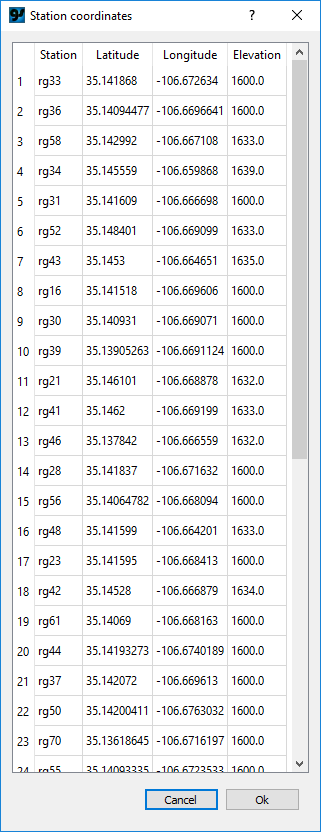 Station coordinates ? ×
Station Latitude Longitude Elevation
1 rg33 35.141868 -106.672634 1600.0
2 rg36 35.14094477 -106.6696641 1600.0
3 rg58 35.142992 -106.667108 1633.0
4 rg34 35.145559 -106.659868 1639.0
5 rg31 35.141609 -106.666698 1600.0
6 rg52 35.148401 -106.669099 1633.0
7 rg43 35.1453 -106.664651 1635.0
8 rg16 35.141518 -106.669606 1600.0
9 rg30 35.140931 -106.669071 1600.0
10 rg39 35.13905263 -106.6691124 1600.0
11 rg21 35.146101 -106.668878 1632.0
12 rg41 35.1462 -106.669199 1633.0
13 rg46 35.137842 -106.666559 1632.0
14 rg28 35.141837 -106.671632 1600.0
15 rg56 35.14064782 -106.668094 1600.0
16 rg48 35.141599 -106.664201 1633.0
17 rg23 35.141595 -106.668413 1600.0
18 rg42 35.14528 -106.666879 1634.0
19 rg61 35.14069 -106.668163 1600.0
20 rg44 35.14193273 -106.6740189 1600.0
21 rg37 35.142072 -106.669613 1600.0
22 rg50 35.14200411 -106.6763032 1600.0
23 rg70 35.13618645 -106.6716197 1600.0
24 rg55 35.14093335 -106.6723533 1600.0
Cancel Ok